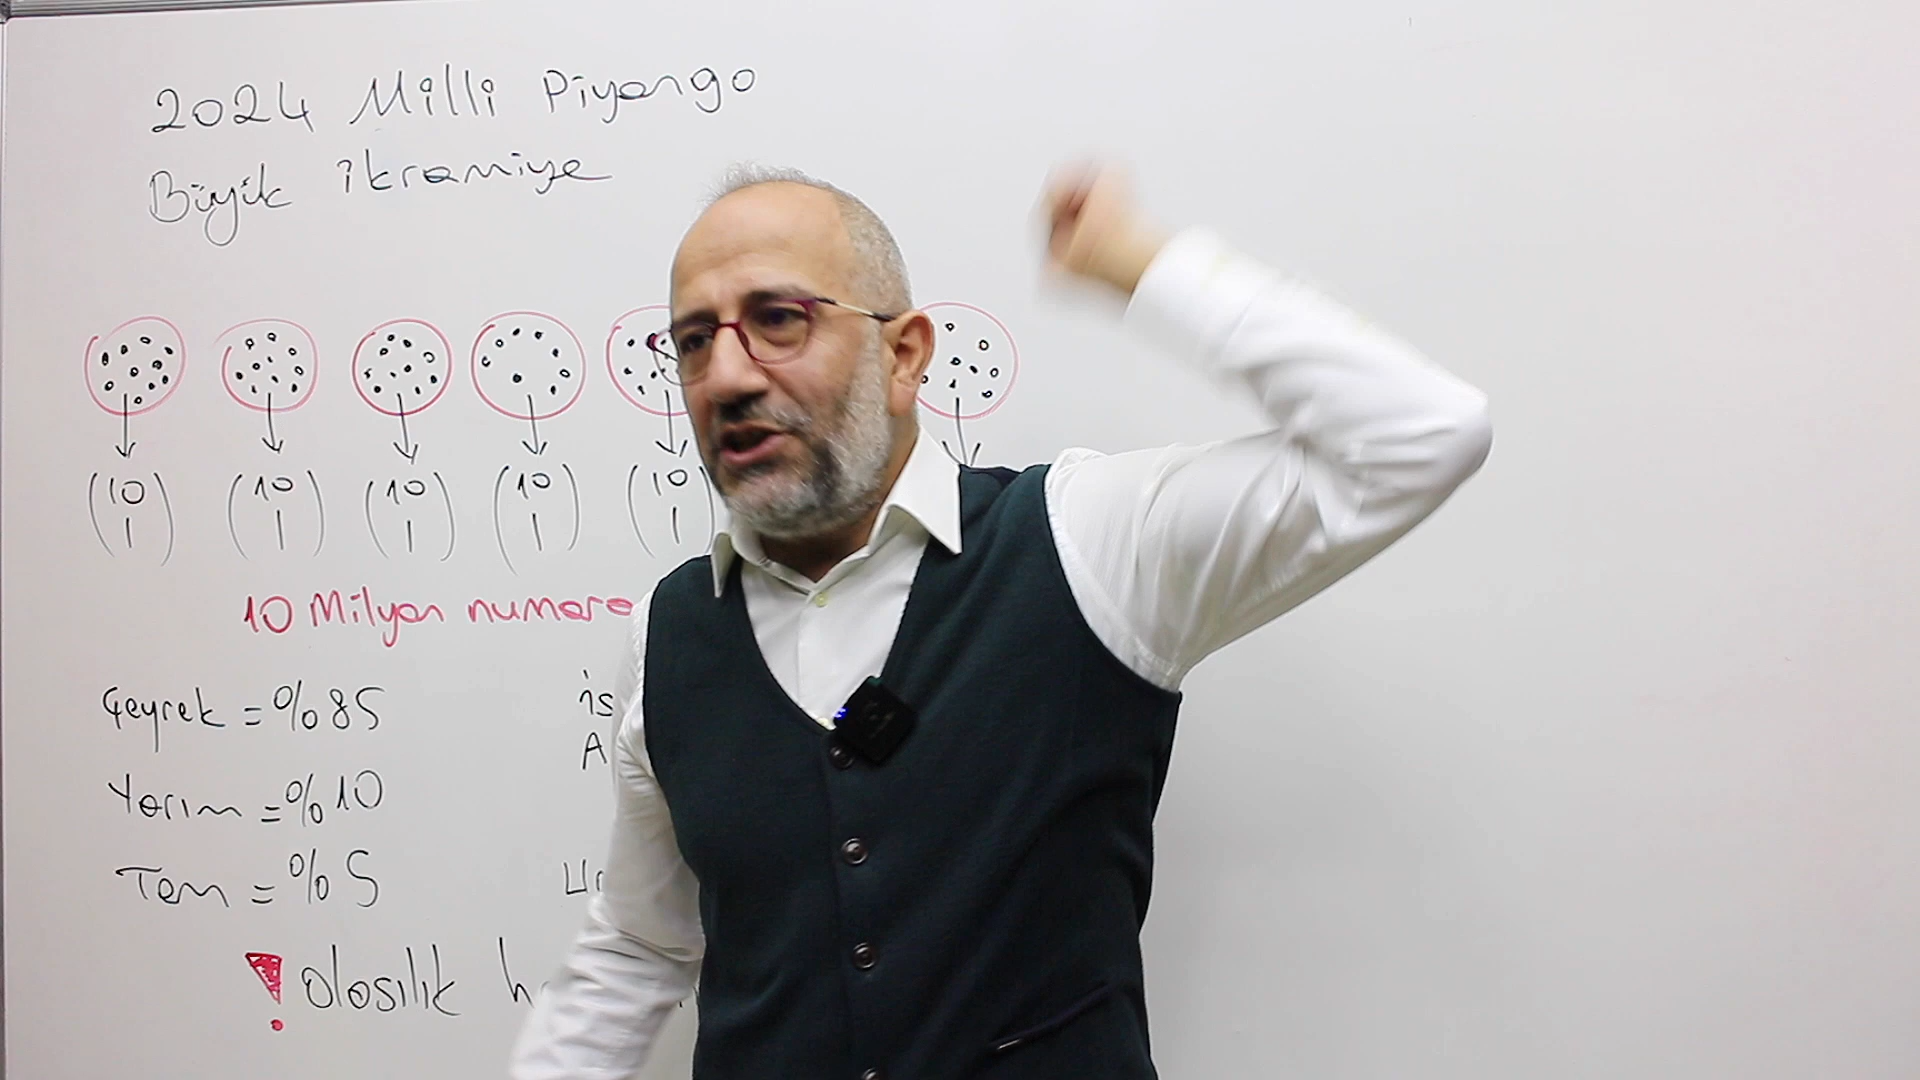 2024 Milli Piyango
Büyük ikramiye
(10 1) (10 1) (10 1) (10 1) (10 1
10 Milyon numara
Çeyrek = %85
Yarım = %10
Tam = %5
! olasılık